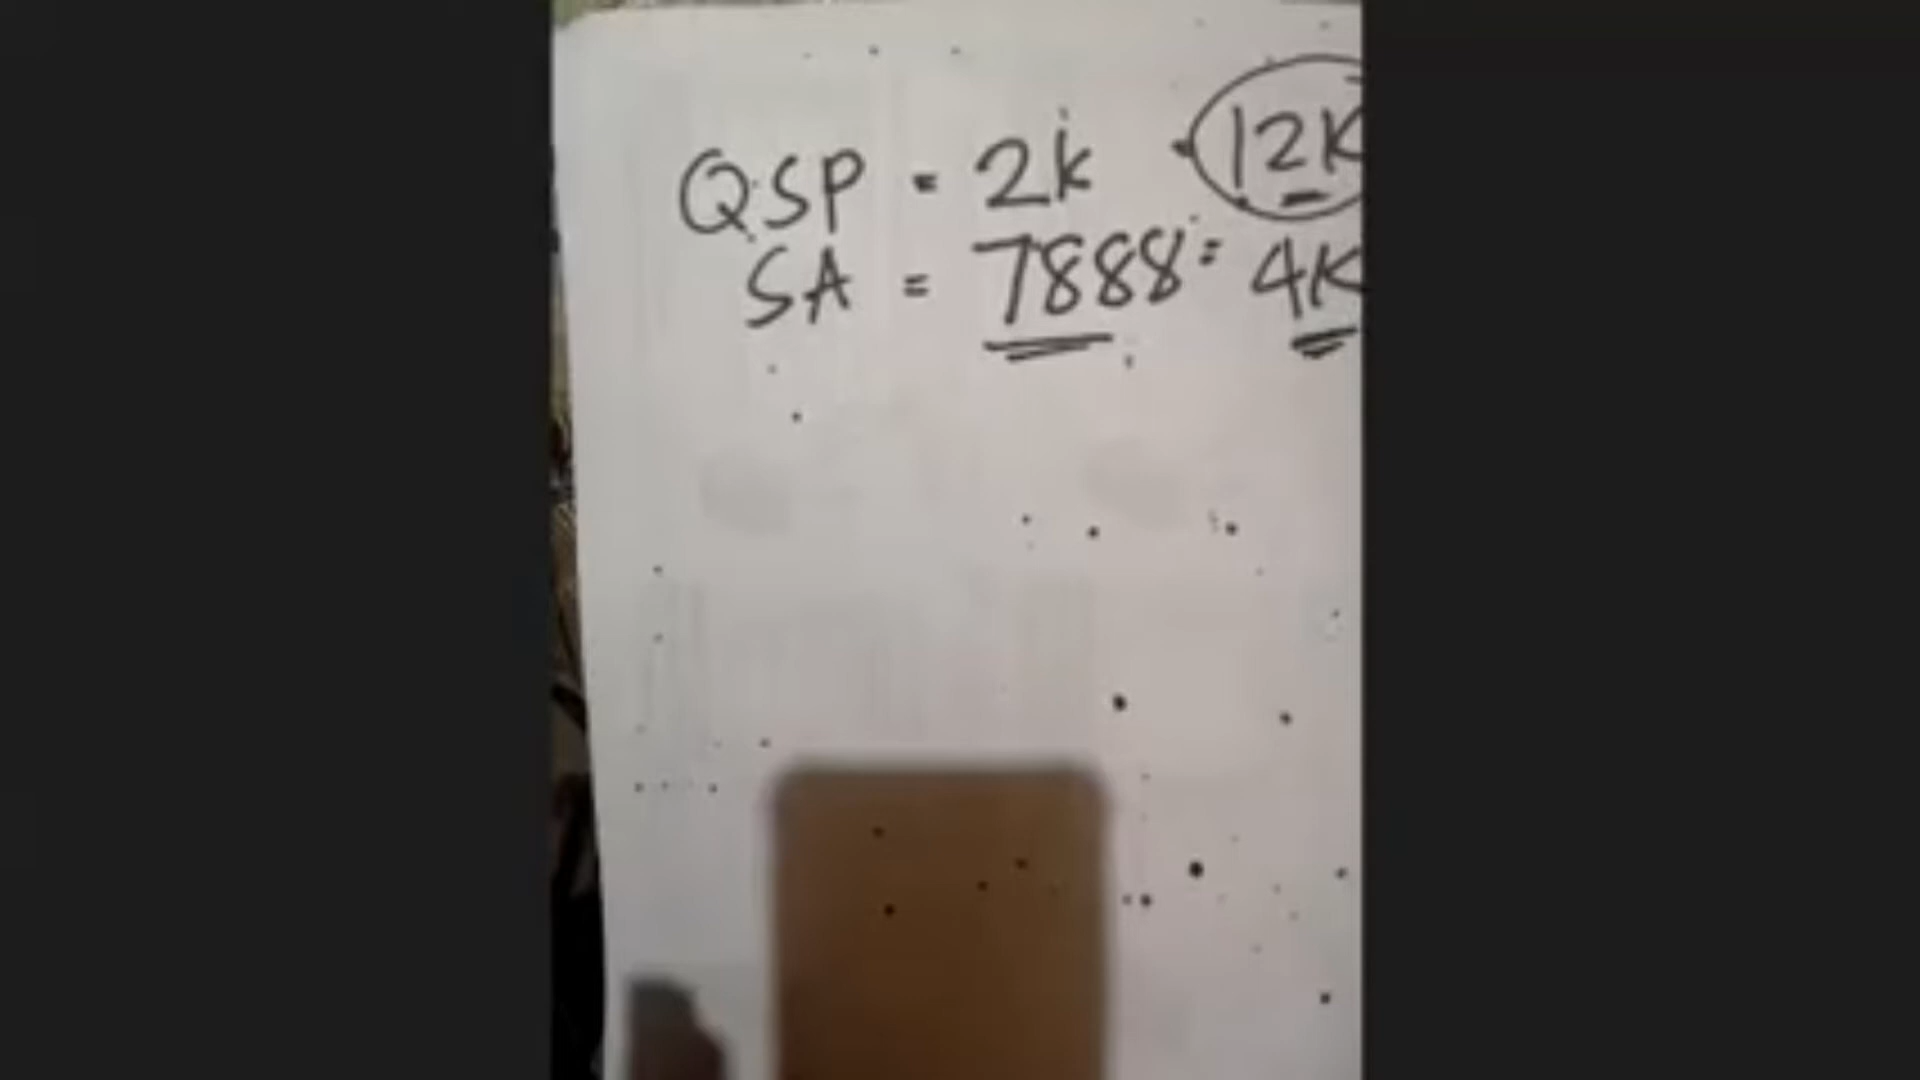 QSP = 2k 12K
SA = 7888 = 4K